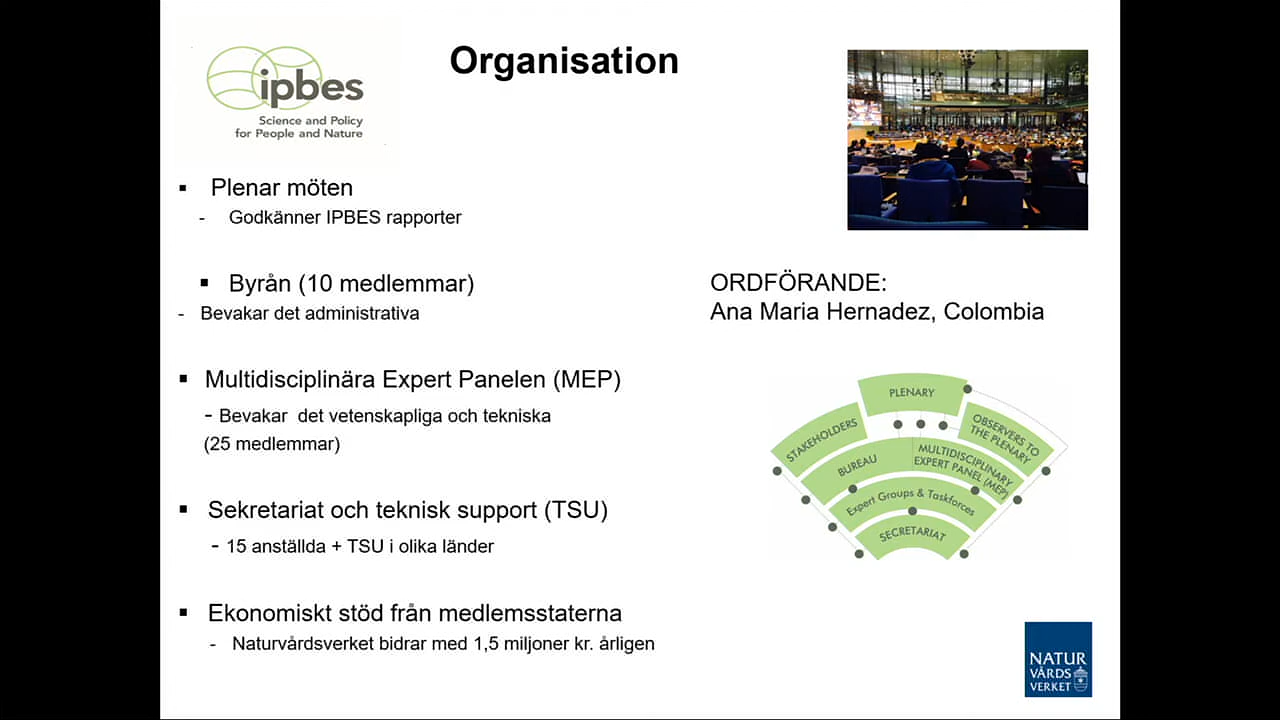 ipbes
Science and Policy
for People and Nature
Organisation
▪ Plenar möten
- Godkänner IPBES rapporter
▪ Byrån (10 medlemmar)
- Bevakar det administrativa
ORDFÖRANDE:
Ana Maria Hernadez, Colombia
▪ Multidisciplinära Expert Panelen (MEP)
- Bevakar det vetenskapliga och tekniska
(25 medlemmar)
▪ Sekretariat och teknisk support (TSU)
- 15 anställda + TSU i olika länder
▪ Ekonomiskt stöd från medlemsstaterna
- Naturvårdsverket bidrar med 1,5 miljoner kr. årligen
PLENARY
STAKEHOLDERS
OBSERVERS TO
THE PLENARY
BUREAU
MULTIDISCIPLINARY
EXPERT PANEL (MEP)
Expert Groups & Taskforces
SECRETARIAT
NATUR
VÅRDS
VERKET